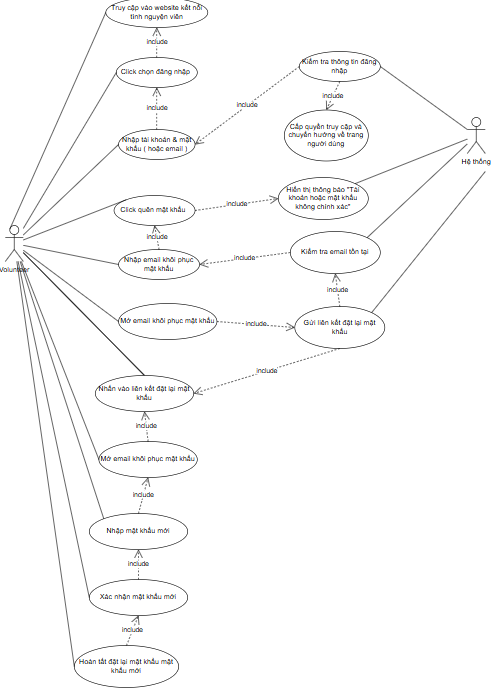 Truy cập vào website kết nối
tình nguyện viên
include
Click chọn đăng nhập
include
Nhập tài khoản & mật
khẩu ( hoặc email )
include
Kiểm tra thông tin đăng
nhập
include
Cấp quyền truy cập và
chuyển hướng về trang
người dùng
Hệ thống
Click quên mật khẩu
include
Hiển thị thông báo "Tài
khoản hoặc mật khẩu
không chính xác"
include
Volunteer
Nhập email khôi phục
mật khẩu
include
Kiểm tra email tồn tại
include
Mở email khôi phục mật khẩu
include
Gửi liên kết đặt lại mật
khẩu
include
Nhấn vào liên kết đặt lại mật
khẩu
include
Mở email khôi phục mật khẩu
include
Nhập mật khẩu mới
include
Xác nhận mật khẩu mới
include
Hoàn tất đặt lại mật khẩu mật
khẩu mới